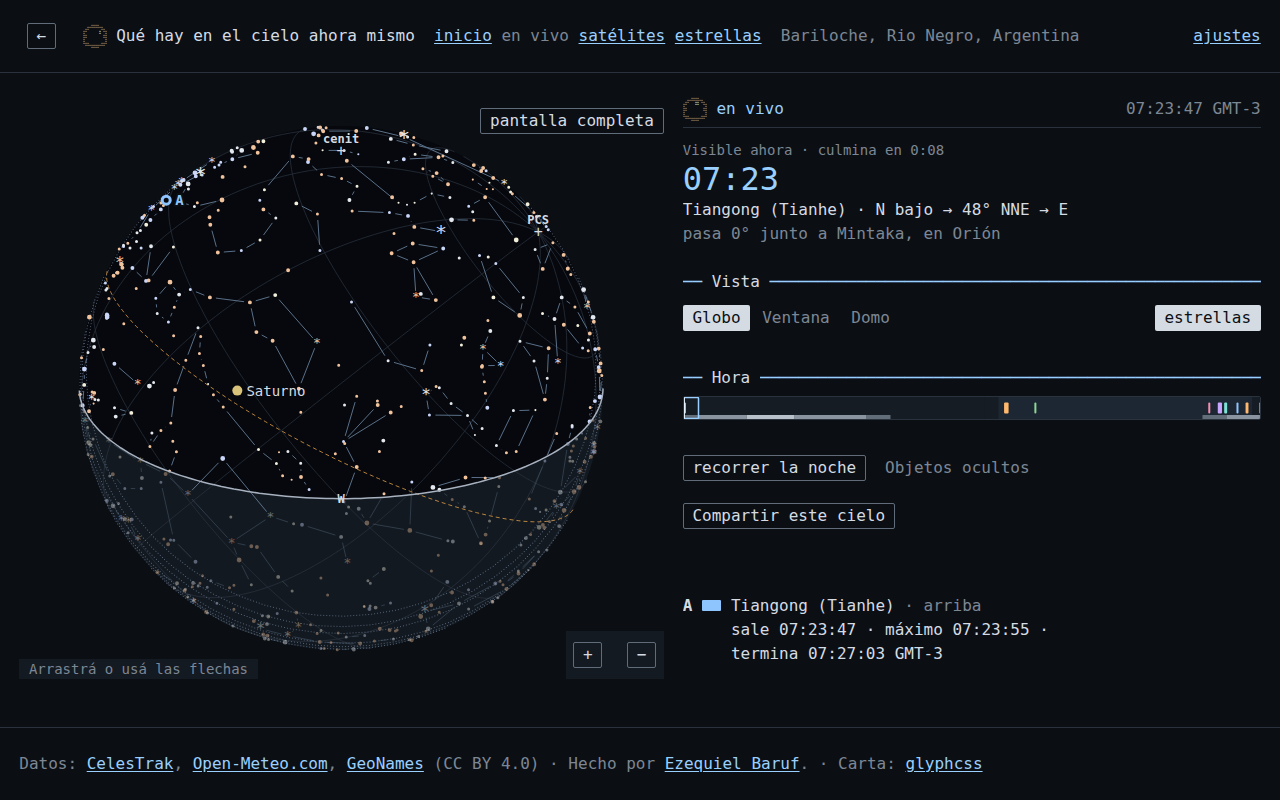 ← Qué hay en el cielo ahora mismo inicio en vivo satélites estrellas Bariloche, Rio Negro, Argentina ajustes
pantalla completa
cenit
A
PCS
Saturno
W
Arrastrá o usá las flechas
+ −
en vivo 07:23:47 GMT-3
Visible ahora · culmina en 0:08
07:23
Tiangong (Tianhe) · N bajo → 48° NNE → E
pasa 0° junto a Mintaka, en Orión
Vista
Globo Ventana Domo estrellas
Hora
recorrer la noche Objetos ocultos
Compartir este cielo
A Tiangong (Tianhe) · arriba
sale 07:23:47 · máximo 07:23:55 ·
termina 07:27:03 GMT-3
Datos: CelesTrak, Open-Meteo.com, GeoNames (CC BY 4.0) · Hecho por Ezequiel Baruf. · Carta: glyphcss